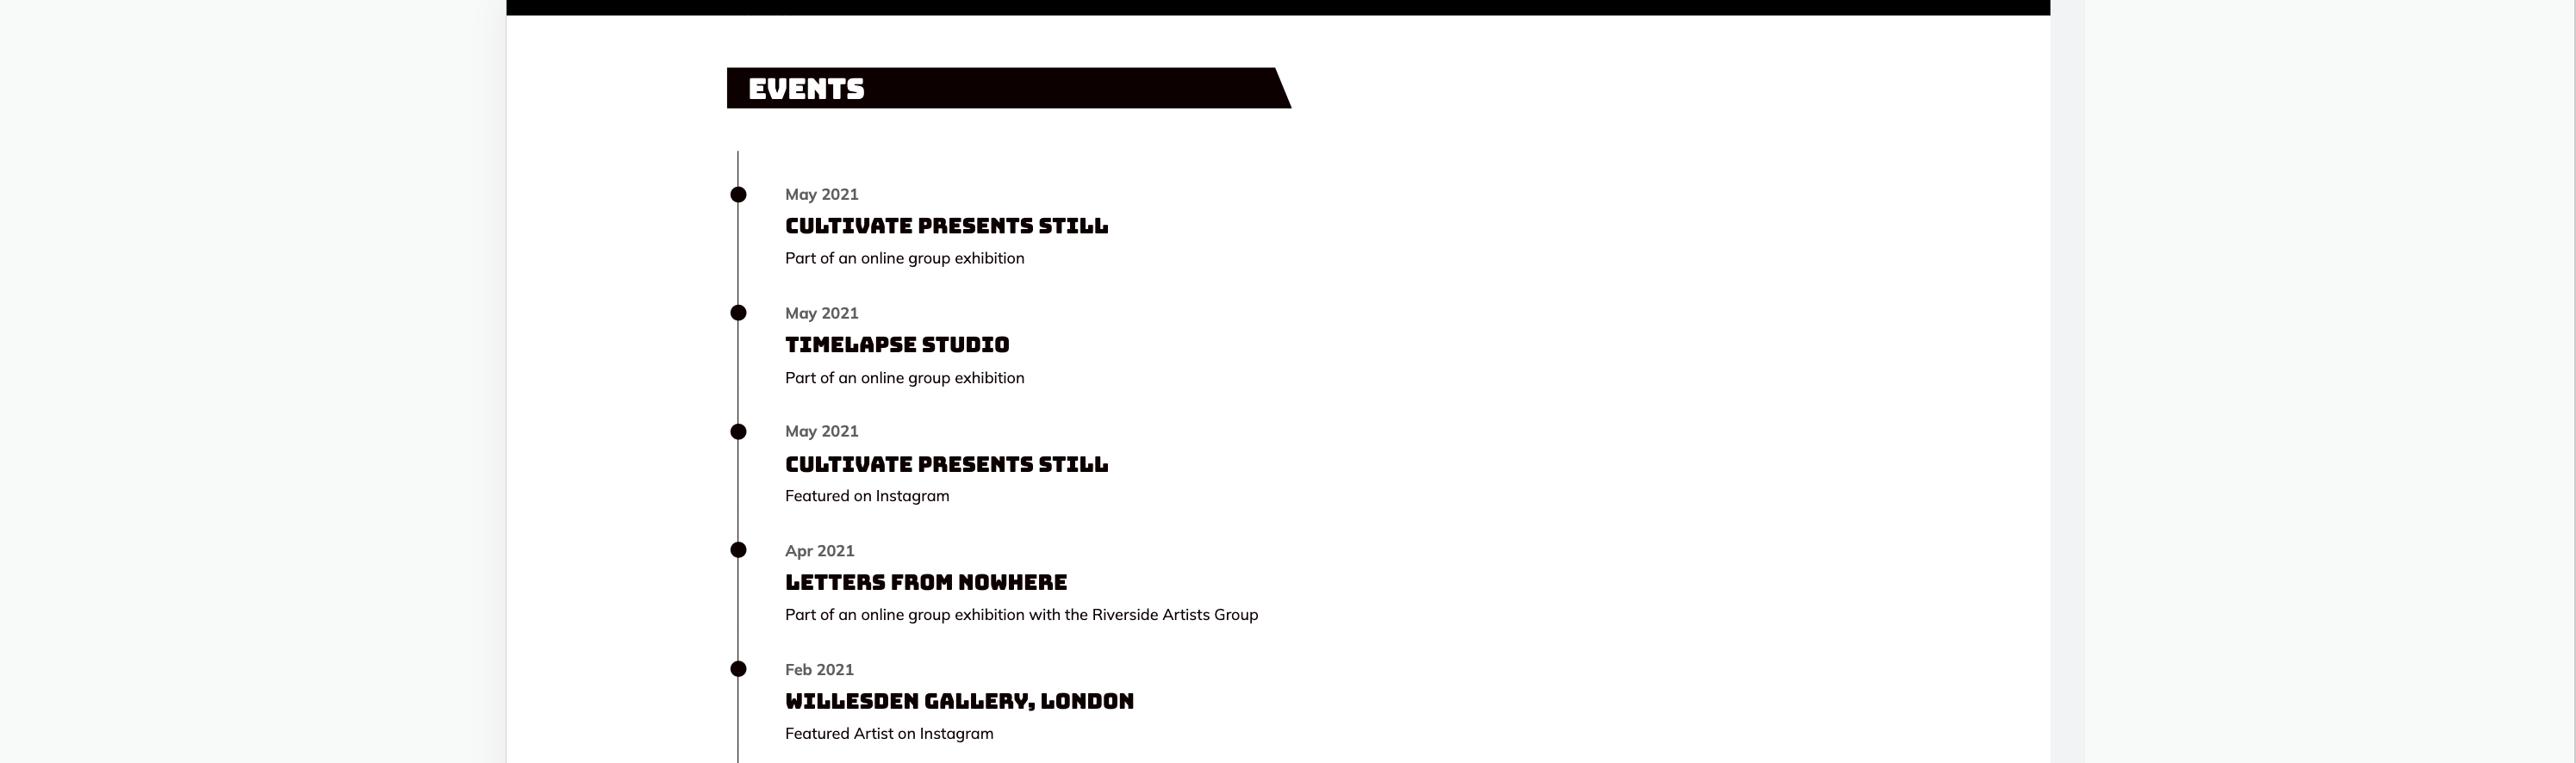 EVENTS
May 2021
CULTIVATE PRESENTS STILL
Part of an online group exhibition
May 2021
TIMELAPSE STUDIO
Part of an online group exhibition
May 2021
CULTIVATE PRESENTS STILL
Featured on Instagram
Apr 2021
LETTERS FROM NOWHERE
Part of an online group exhibition with the Riverside Artists Group
Feb 2021
WILLESDEN GALLERY, LONDON
Featured Artist on Instagram